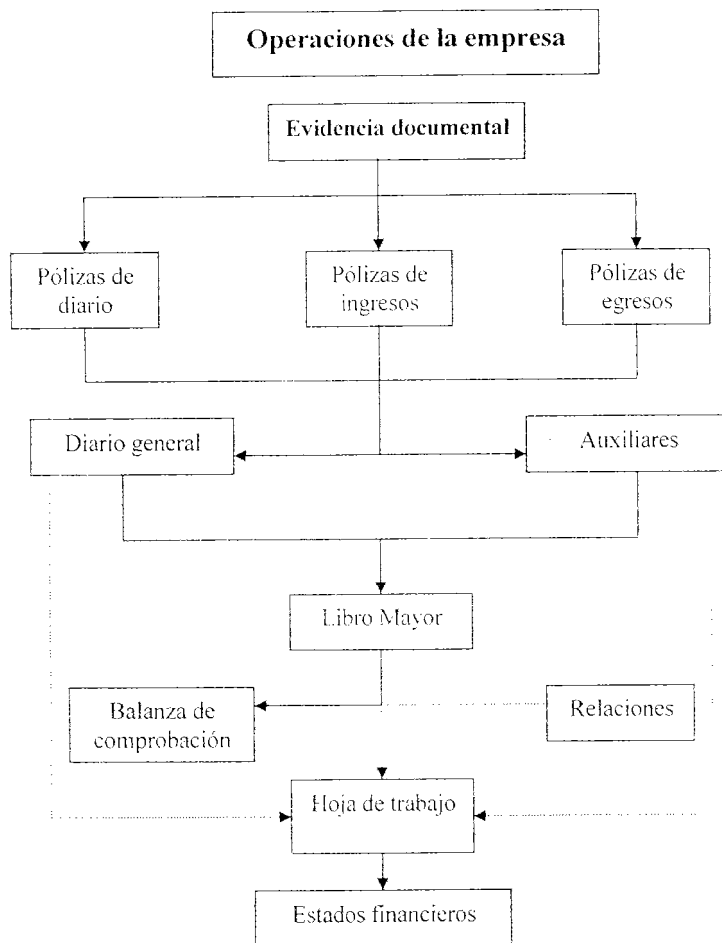 Operaciones de la empresa
Evidencia documental
Pólizas de
diario
Pólizas de
ingresos
Pólizas de
egresos
Diario general
Auxiliares
Libro Mayor
Balanza de
comprobación
Relaciones
Hoja de trabajo
Estados financieros